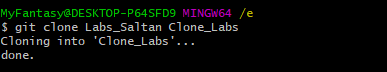 MyFantasy@DESKTOP-P64SFD9 MINGW64 /e
$ git clone Labs_Saltan Clone_Labs
Cloning into 'Clone_Labs'...
done.